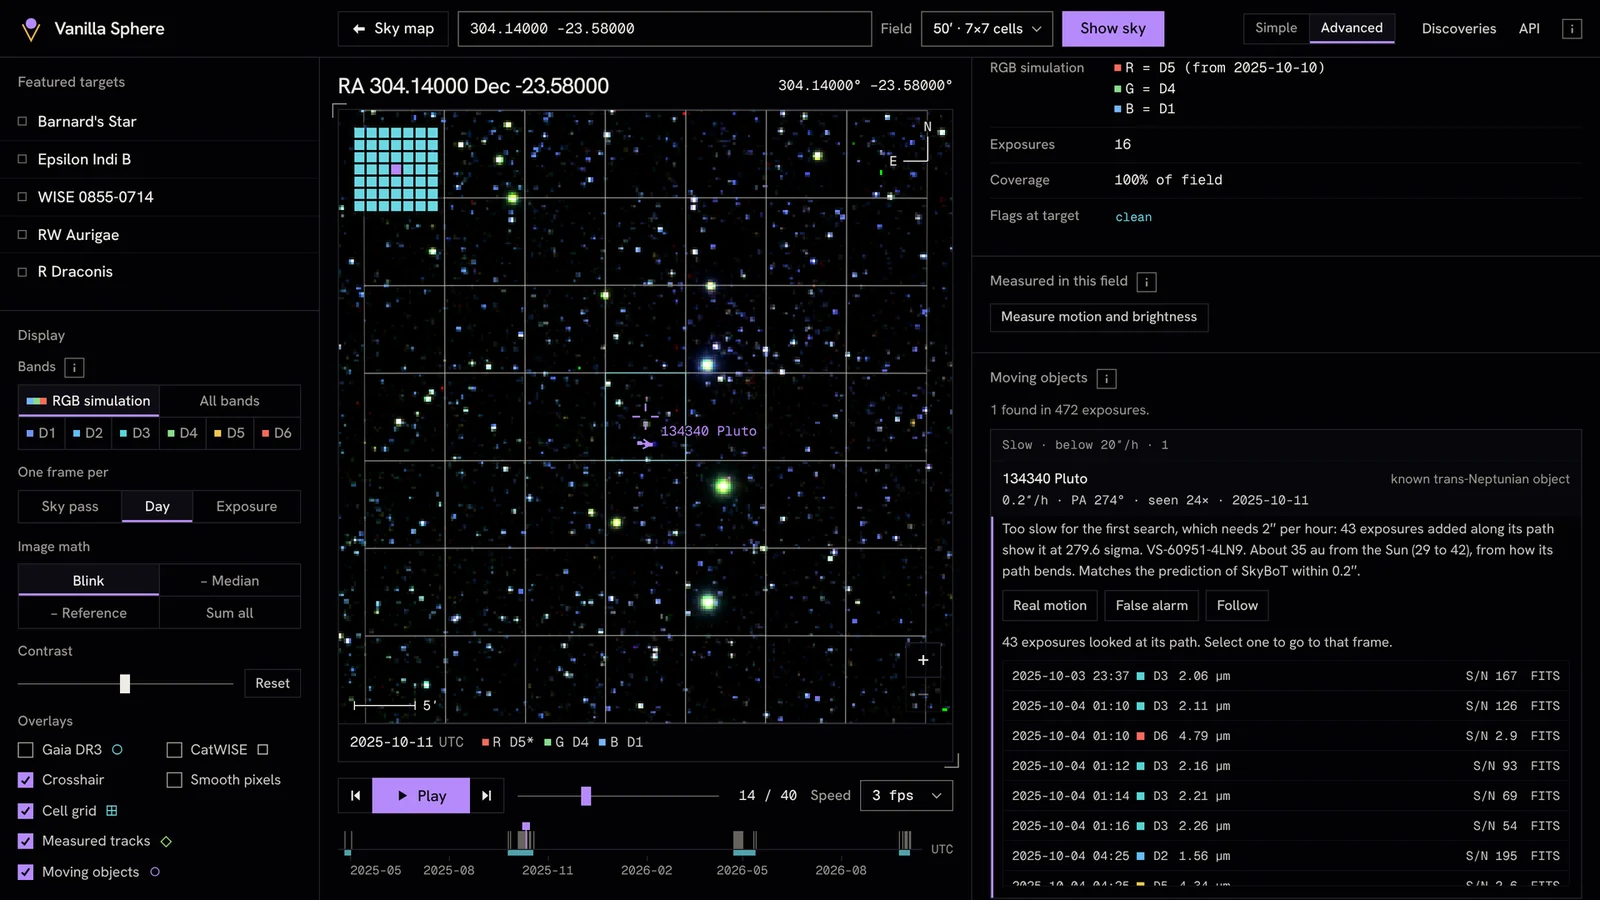 Vanilla Sphere
Sky map
304.14000 -23.58000
Field
50′ · 7×7 cells
Show sky
Simple
Advanced
Discoveries
API
i
Featured targets
Barnard's Star
Epsilon Indi B
WISE 0855-0714
RW Aurigae
R Draconis
Display
Bands i
RGB simulation
All bands
D1 D2 D3 D4 D5 D6
One frame per
Sky pass Day Exposure
Image math
Blink – Median
– Reference Sum all
Contrast
Reset
Overlays
Gaia DR3 CatWISE
Crosshair Smooth pixels
Cell grid
Measured tracks
Moving objects
RA 304.14000 Dec -23.58000
304.14000° -23.58000°
N
E
134340 Pluto
+
−
5′
2025-10-11 UTC R D5* G D4 B D1
Play
14 / 40 Speed 3 fps
UTC
2025-05 2025-08 2025-11 2026-02 2026-05 2026-08
RGB simulation R = D5 (from 2025-10-10)
G = D4
B = D1
Exposures 16
Coverage 100% of field
Flags at target clean
Measured in this field i
Measure motion and brightness
Moving objects i
1 found in 472 exposures.
Slow · below 20″/h · 1
134340 Pluto known trans-Neptunian object
0.2″/h · PA 274° · seen 24× · 2025-10-11
Too slow for the first search, which needs 2″ per hour: 43 exposures added along its path
show it at 279.6 sigma. VS-60951-4LN9. About 35 au from the Sun (29 to 42), from how its
path bends. Matches the prediction of SkyBoT within 0.2″.
Real motion False alarm Follow
43 exposures looked at its path. Select one to go to that frame.
2025-10-03 23:37 D3 2.06 µm S/N 167 FITS
2025-10-04 01:10 D3 2.11 µm S/N 126 FITS
2025-10-04 01:10 D6 4.79 µm S/N 2.9 FITS
2025-10-04 01:12 D3 2.16 µm S/N 93 FITS
2025-10-04 01:14 D3 2.21 µm S/N 69 FITS
2025-10-04 01:16 D3 2.26 µm S/N 54 FITS
2025-10-04 04:25 D2 1.56 µm S/N 195 FITS
2025-10-04 04:25 D5 4.34 µm S/N 2.6 FITS